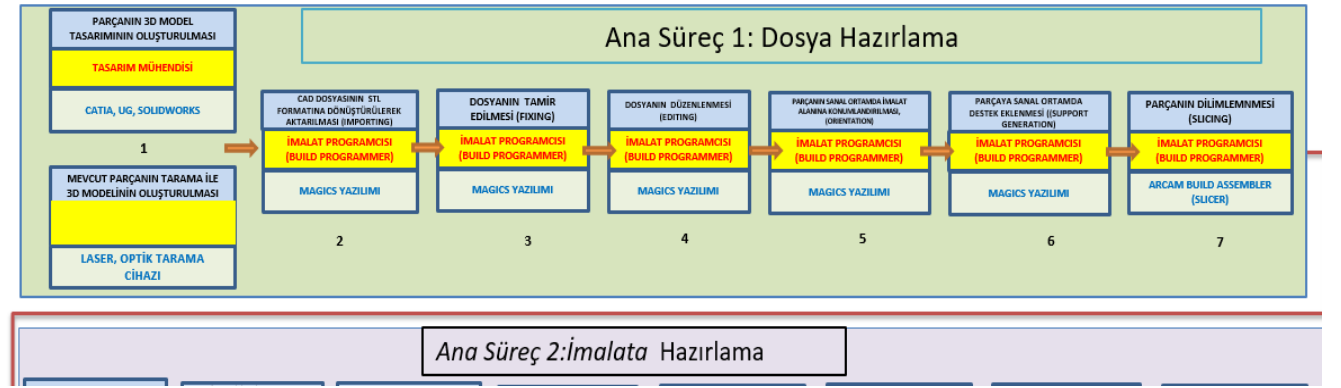 Ana Süreç 1: Dosya Hazırlama
PARÇANIN 3D MODEL
TASARIMININ OLUŞTURULMASI
TASARIM MÜHENDİSİ
CATIA, UG, SOLIDWORKS
1
MEVCUT PARÇANIN TARAMA İLE
3D MODELİNİN OLUŞTURULMASI
LASER, OPTİK TARAMA
CİHAZI
CAD DOSYASININ STL
FORMATINA DÖNÜŞTÜRÜLEREK
AKTARILMASI (IMPORTING)
İMALAT PROGRAMCISI
(BUILD PROGRAMMER)
MAGICS YAZILIMI
2
DOSYANIN TAMİR
EDİLMESİ (FIXING)
İMALAT PROGRAMCISI
(BUILD PROGRAMMER)
MAGICS YAZILIMI
3
DOSYANIN DÜZENLENMESİ
(EDITING)
İMALAT PROGRAMCISI
(BUILD PROGRAMMER)
MAGICS YAZILIMI
4
PARÇANIN SANAL ORTAMDA İMALAT
ALANINA KONUMLANDIRILMASI,
(ORIENTATION)
İMALAT PROGRAMCISI
(BUILD PROGRAMMER)
MAGICS YAZILIMI
5
PARÇAYA SANAL ORTAMDA
DESTEK EKLENMESİ ((SUPPORT
GENERATION)
İMALAT PROGRAMCISI
(BUILD PROGRAMMER)
MAGICS YAZILIMI
6
PARÇANIN DİLİMLEMNMESİ
(SLICING)
İMALAT PROGRAMCISI
(BUILD PROGRAMMER)
ARCAM BUILD ASSEMBLER
(SLICER)
7
Ana Süreç 2:İmalata Hazırlama